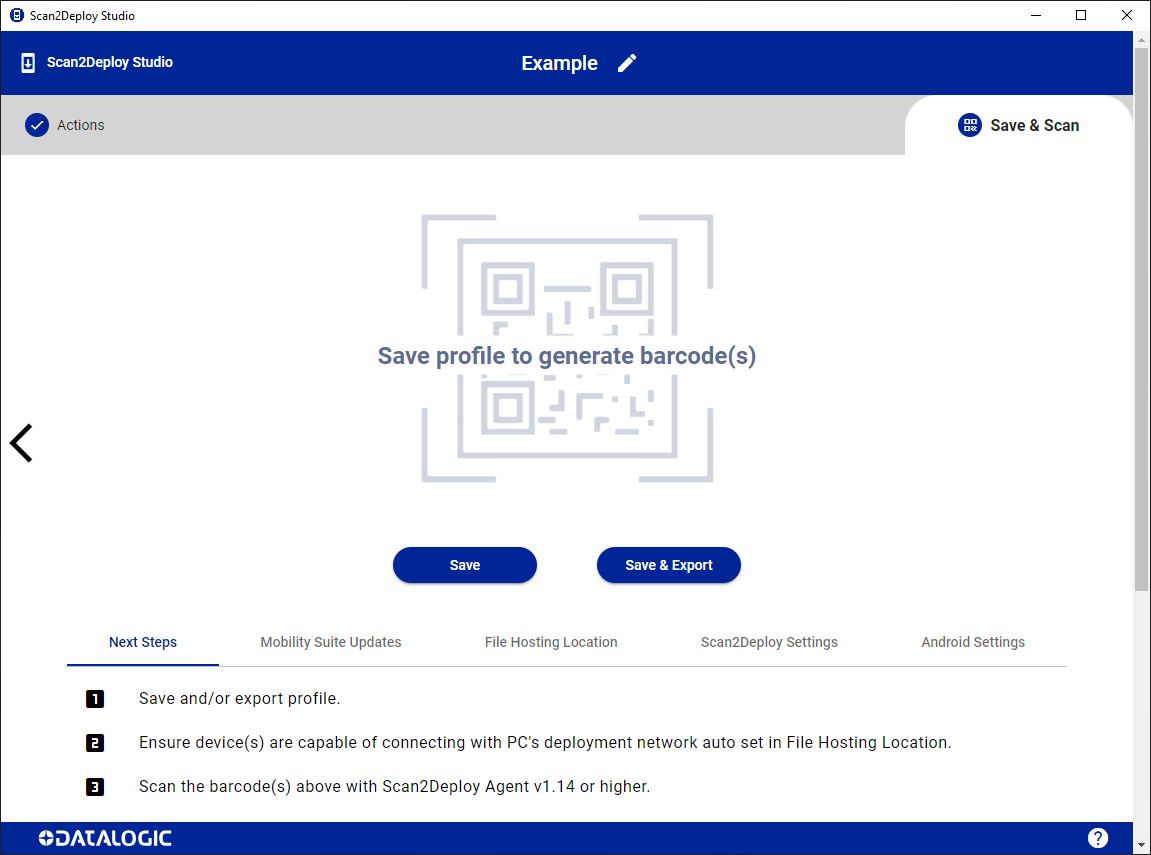 Scan2Deploy Studio
Scan2Deploy Studio
Example
Actions
Save & Scan
Save profile to generate barcode(s)
Save
Save & Export
Next Steps
Mobility Suite Updates
File Hosting Location
Scan2Deploy Settings
Android Settings
1 Save and/or export profile.
2 Ensure device(s) are capable of connecting with PC's deployment network auto set in File Hosting Location.
3 Scan the barcode(s) above with Scan2Deploy Agent v1.14 or higher.
DATALOGIC
?